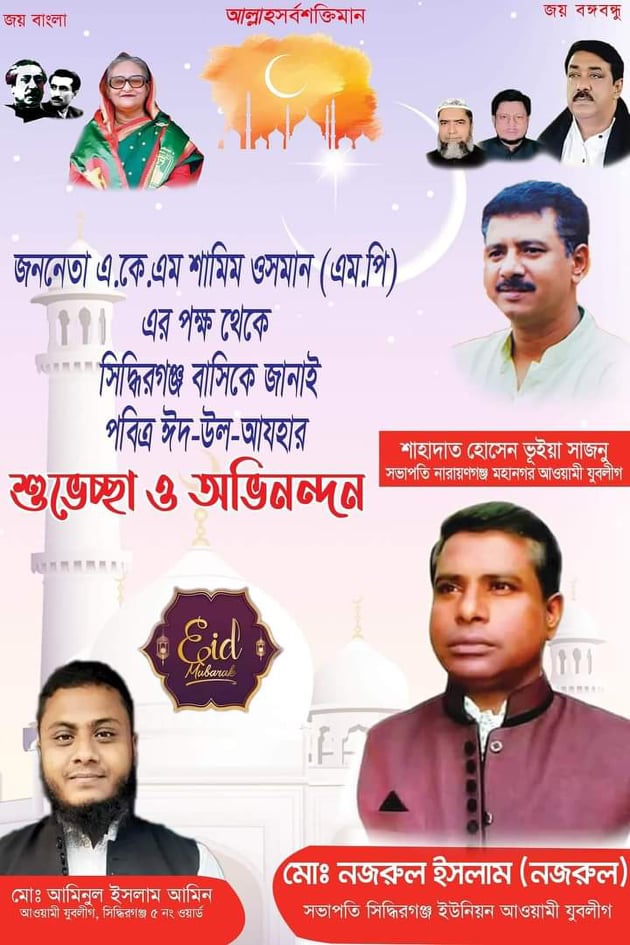 জয় বাংলা
আল্লাহসর্বশক্তিমান
জয় বঙ্গবন্ধু
জননেতা এ.কে.এম শামিম ওসমান (এম.পি)
এর পক্ষ থেকে
সিদ্ধিরগঞ্জ বাসিকে জানাই
পবিত্র ঈদ-উল-আযহার
শুভেচ্ছা ও অভিনন্দন
শাহাদাত হোসেন ভূইয়া সাজনু
সভাপতি নারায়ণগঞ্জ মহানগর আওয়ামী যুবলীগ
Eid
Mubarak
মোঃ আমিনুল ইসলাম আমিন
আওয়ামী যুবলীগ, সিদ্ধিরগঞ্জ ৫ নং ওয়ার্ড
মোঃ নজরুল ইসলাম (নজরুল)
সভাপতি সিদ্ধিরগঞ্জ ইউনিয়ন আওয়ামী যুবলীগ